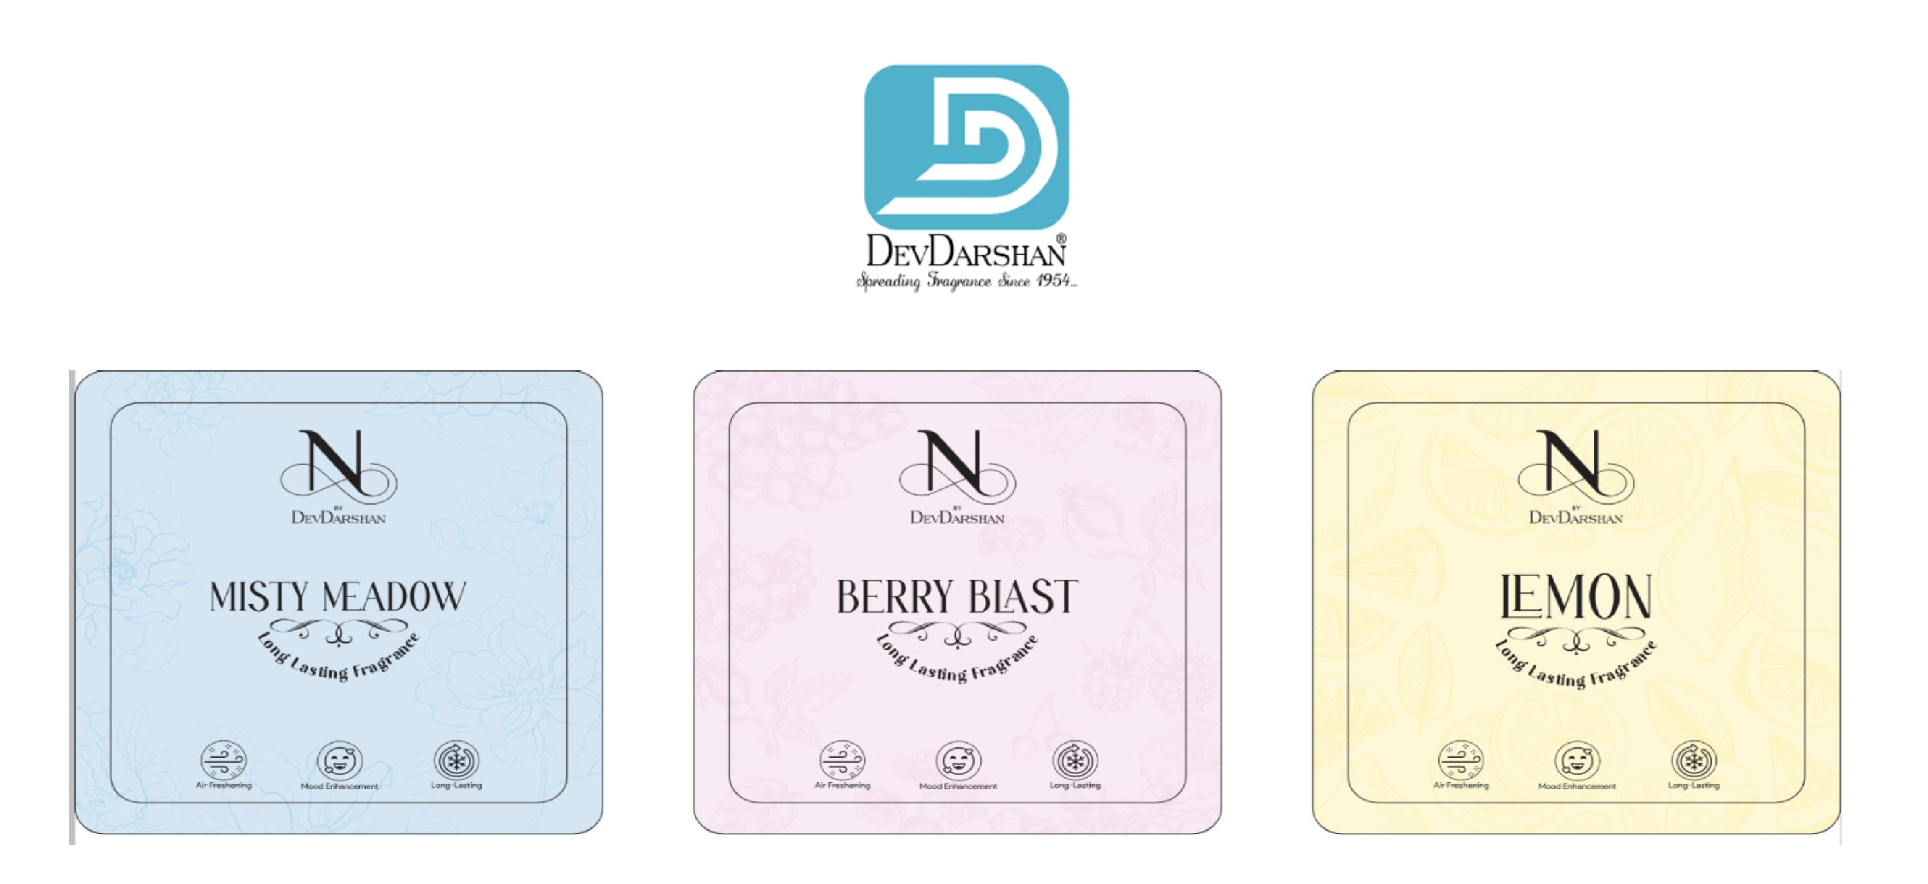 DEVDARSHAN®
Spreading Fragrance Since 1954...
N
BY
DEVDARSHAN
MISTY MEADOW
Long Lasting Fragrance
Air Freshening
Mood Enhancement
Long-Lasting
N
BY
DEVDARSHAN
BERRY BLAST
Long Lasting Fragrance
Air Freshening
Mood Enhancement
Long-Lasting
N
BY
DEVDARSHAN
LEMON
Long Lasting Fragrance
Air Freshening
Mood Enhancement
Long-Lasting